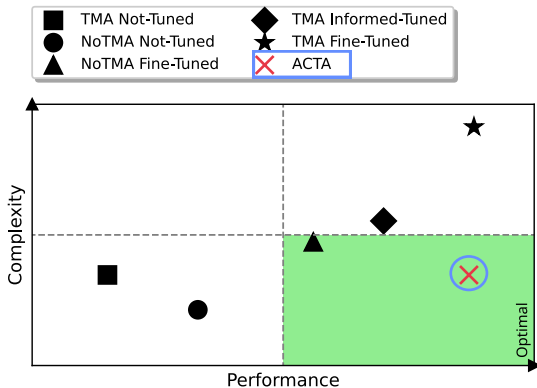 TMA Not-Tuned
NoTMA Not-Tuned
NoTMA Fine-Tuned
TMA Informed-Tuned
TMA Fine-Tuned
ACTA
Complexity
Optimal
Performance